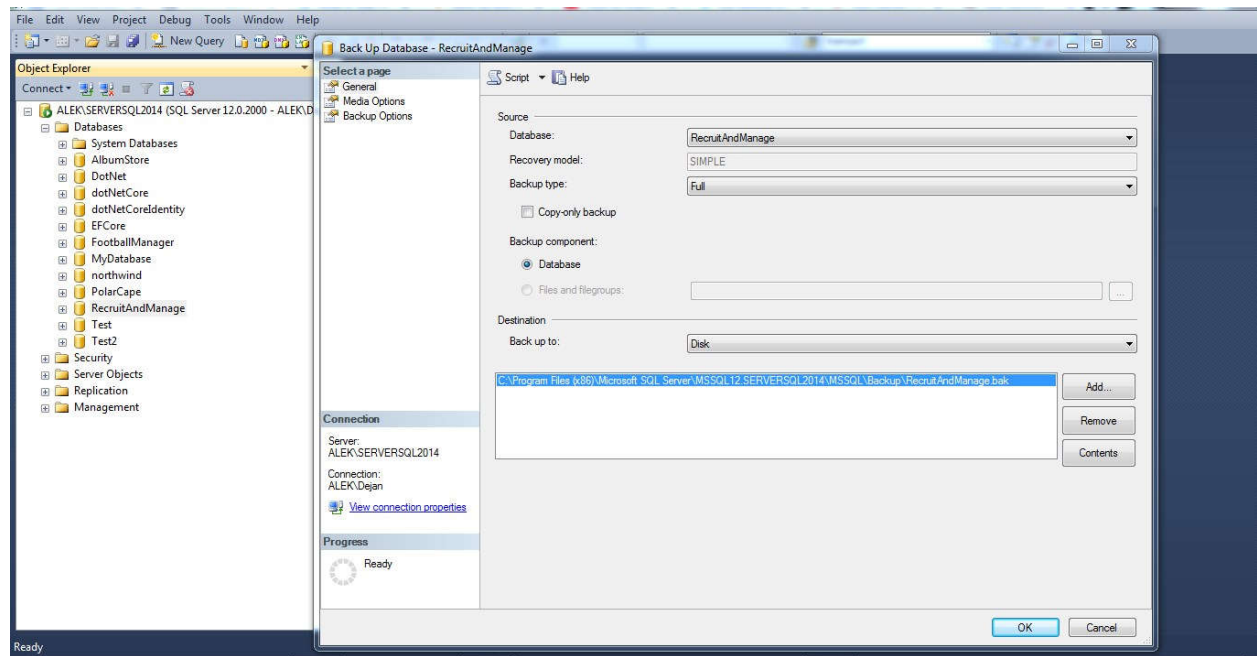 File Edit View Project Debug Tools Window Help
New Query
Back Up Database - RecruitAndManage
Object Explorer
Connect
ALEK\SERVERSQL2014 (SQL Server 12.0.2000 - ALEK\D
Databases
System Databases
AlbumStore
DotNet
dotNetCore
dotNetCoreIdentity
EFCore
FootballManager
MyDatabase
northwind
PolarCape
RecruitAndManage
Test
Test2
Security
Server Objects
Replication
Management
Select a page
General
Media Options
Backup Options
Script Help
Source
Database: RecruitAndManage
Recovery model: SIMPLE
Backup type: Full
Copy-only backup
Backup component:
Database
Files and filegroups: ...
Destination
Back up to: Disk
C:\Program Files (x86)\Microsoft SQL Server\MSSQL12.SERVERSQL2014\MSSQL\Backup\RecruitAndManage.bak
Add...
Remove
Contents
Connection
Server:
ALEK\SERVERSQL2014
Connection:
ALEK\Dejan
View connection properties
Progress
Ready
OK Cancel
Ready